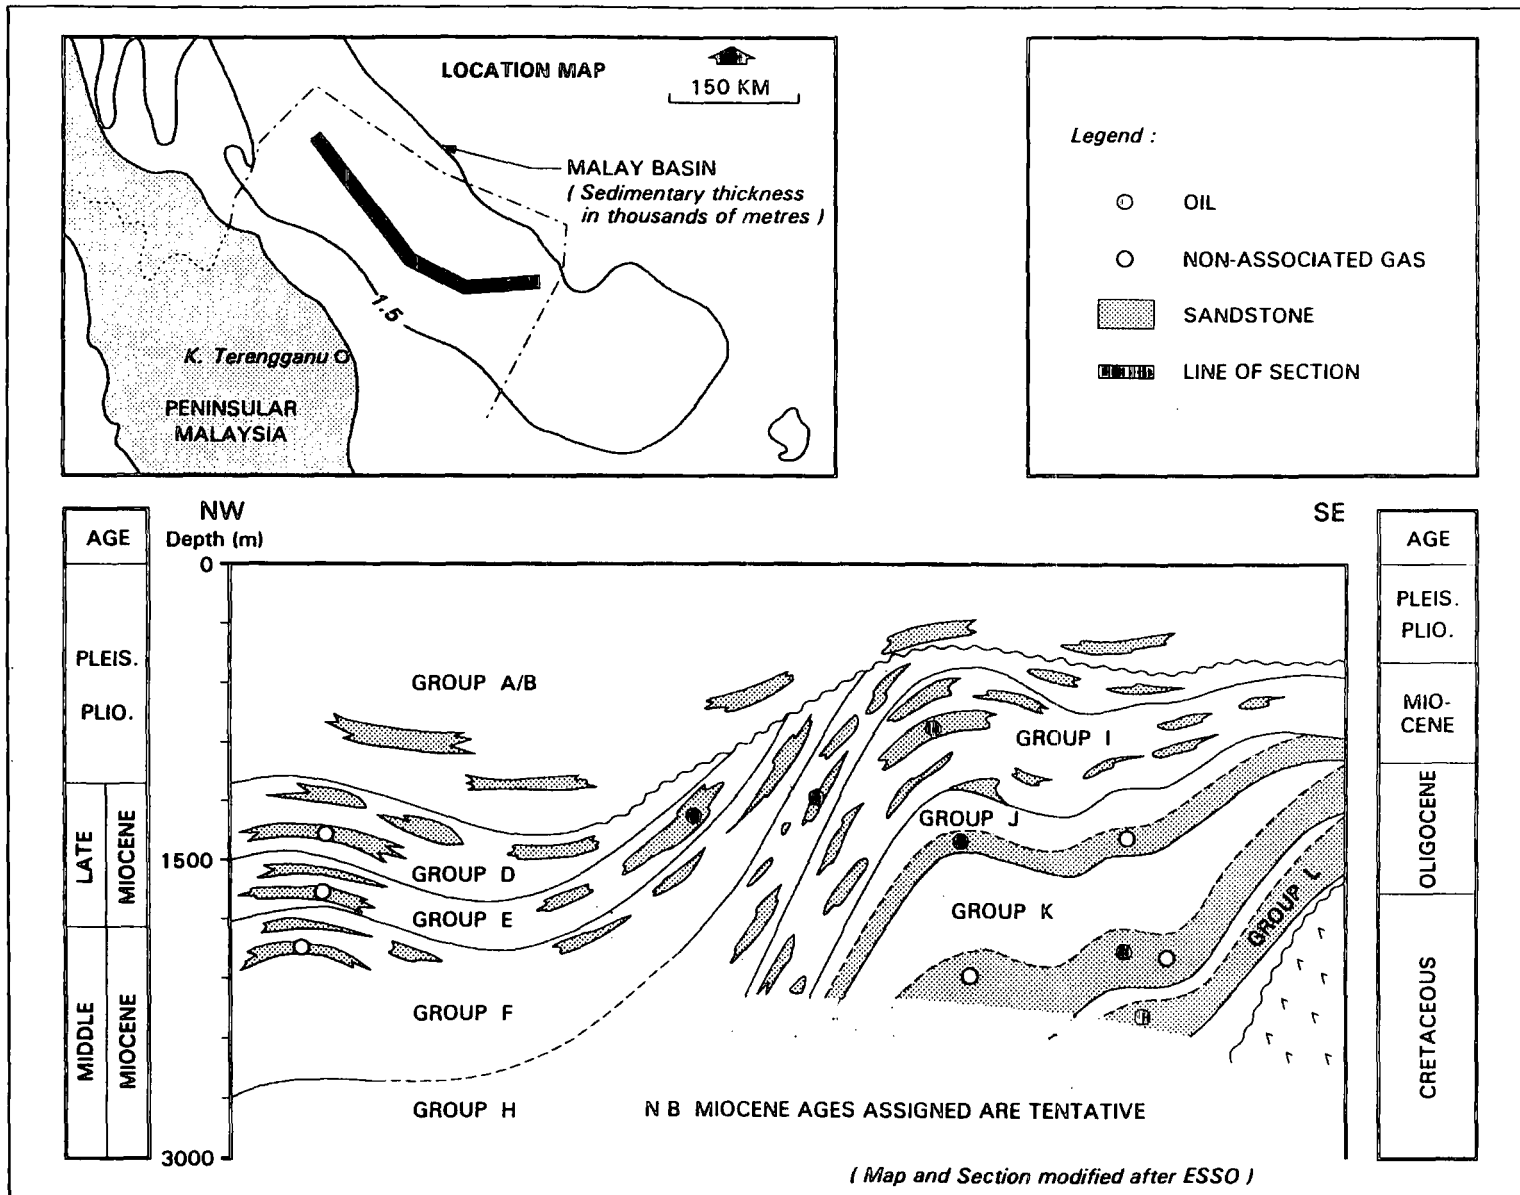 LOCATION MAP
150 KM
MALAY BASIN
( Sedimentary thickness
in thousands of metres )
1.5
K. Terengganu
PENINSULAR
MALAYSIA
Legend :
OIL
NON-ASSOCIATED GAS
SANDSTONE
LINE OF SECTION
NW
SE
AGE
Depth (m)
AGE
0
PLEIS.
PLIO.
PLEIS.
PLIO.
GROUP A/B
MIO-
CENE
GROUP I
LATE
MIOCENE
OLIGOCENE
GROUP J
1500
GROUP D
GROUP E
GROUP K
GROUP L
MIDDLE
MIOCENE
GROUP F
CRETACEOUS
GROUP H
N B MIOCENE AGES ASSIGNED ARE TENTATIVE
3000
( Map and Section modified after ESSO )